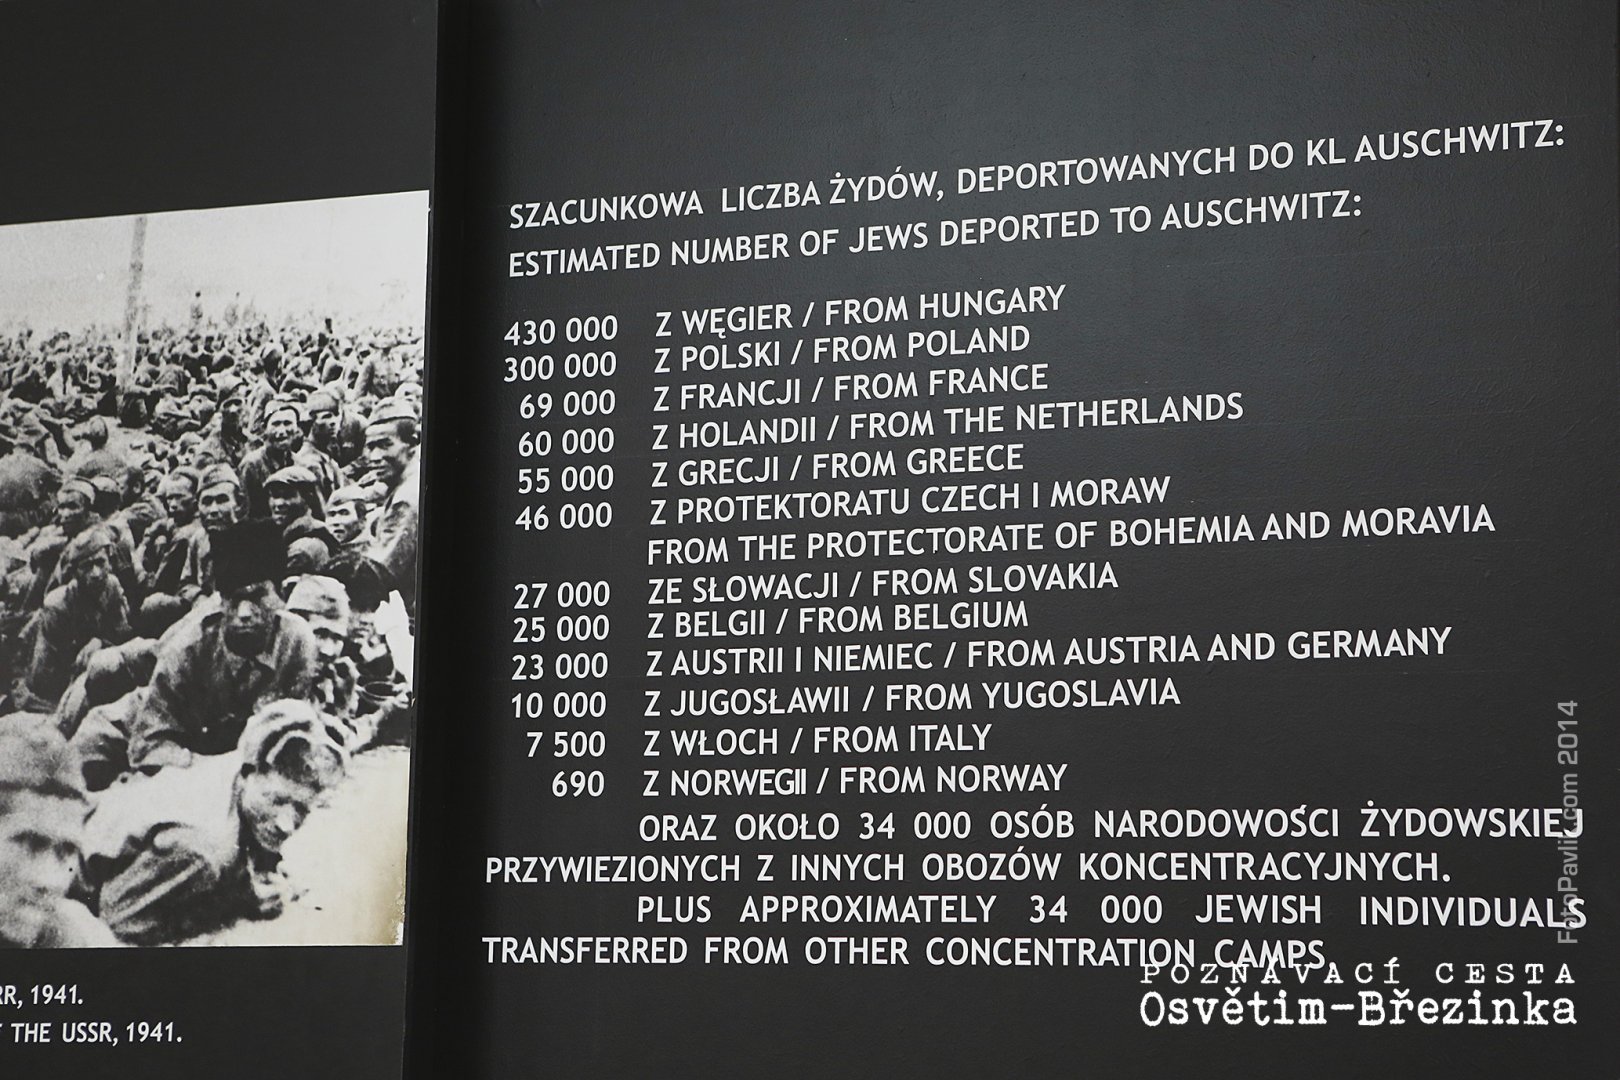 SZACUNKOWA LICZBA ŻYDÓW, DEPORTOWANYCH DO KL AUSCHWITZ:
ESTIMATED NUMBER OF JEWS DEPORTED TO AUSCHWITZ:
430 000 Z WĘGIER / FROM HUNGARY
300 000 Z POLSKI / FROM POLAND
69 000 Z FRANCJI / FROM FRANCE
60 000 Z HOLANDII / FROM THE NETHERLANDS
55 000 Z GRECJI / FROM GREECE
46 000 Z PROTEKTORATU CZECH I MORAW
FROM THE PROTECTORATE OF BOHEMIA AND MORAVIA
27 000 ZE SŁOWACJI / FROM SLOVAKIA
25 000 Z BELGII / FROM BELGIUM
23 000 Z AUSTRII I NIEMIEC / FROM AUSTRIA AND GERMANY
10 000 Z JUGOSŁAWII / FROM YUGOSLAVIA
7 500 Z WŁOCH / FROM ITALY
690 Z NORWEGII / FROM NORWAY
ORAZ OKOŁO 34 000 OSÓB NARODOWOŚCI ŻYDOWSKIEJ
PRZYWIEZIONYCH Z INNYCH OBOZÓW KONCENTRACYJNYCH.
PLUS APPROXIMATELY 34 000 JEWISH INDIVIDUALS
TRANSFERRED FROM OTHER CONCENTRATION CAMPS.
, 1941.
THE USSR, 1941.
FotoPavlik.com 2014
POZNÁVACÍ CESTA
Osvětim-Březinka